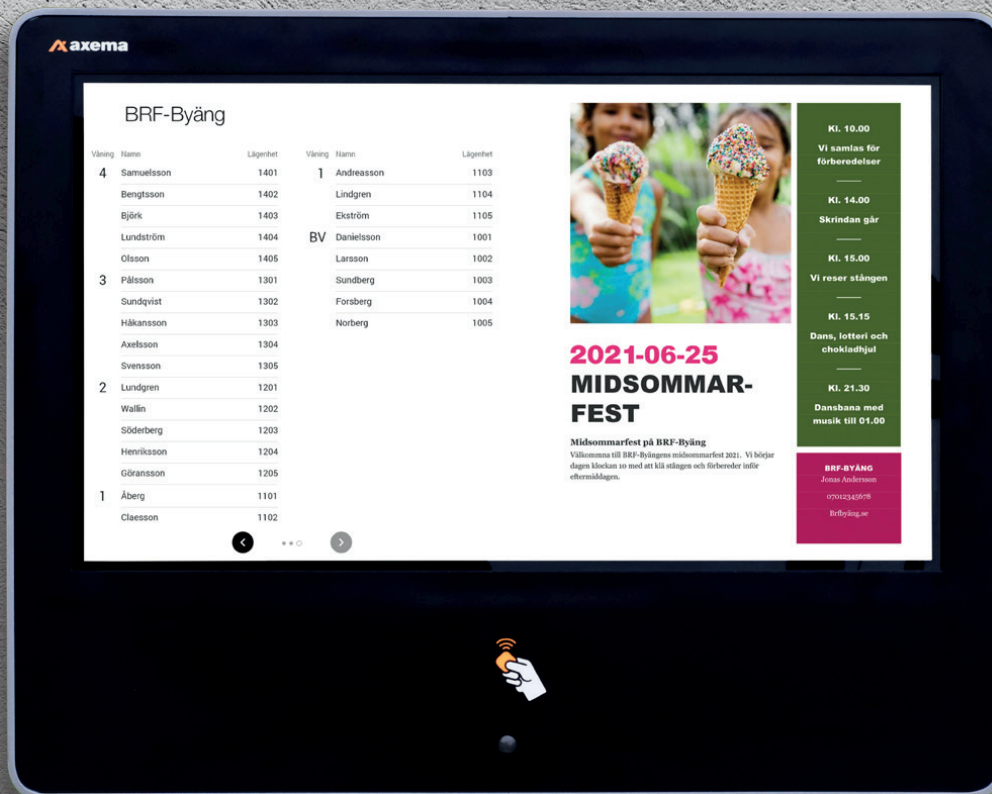 axema
BRF-Byäng
Våning Namn Lägenhet
4 Samuelsson 1401
Bengtsson 1402
Björk 1403
Lundström 1404
Olsson 1405
3 Pålsson 1301
Sundqvist 1302
Håkansson 1303
Axelsson 1304
Svensson 1305
2 Lundgren 1201
Wallin 1202
Söderberg 1203
Henriksson 1204
Göransson 1205
1 Åberg 1101
Claesson 1102
Våning Namn Lägenhet
1 Andreasson 1103
Lindgren 1104
Ekström 1105
BV Danielsson 1001
Larsson 1002
Sundberg 1003
Forsberg 1004
Norberg 1005
2021-06-25
MIDSOMMAR-
FEST
Midsommarfest på BRF-Byäng
Välkommna till BRF-Byängens midsommarfest 2021. Vi börjar
dagen klockan 10 med att klä stången och förbereder inför
eftermiddagen.
Kl. 10.00
Vi samlas för
förberedelser
Kl. 14.00
Skrindan går
Kl. 15.00
Vi reser stången
Kl. 15.15
Dans, lotteri och
chokladhjul
Kl. 21.30
Dansbana med
musik till 01.00
BRF-BYÄNG
Jonas Andersson
07012345678
Brfbyäng.se